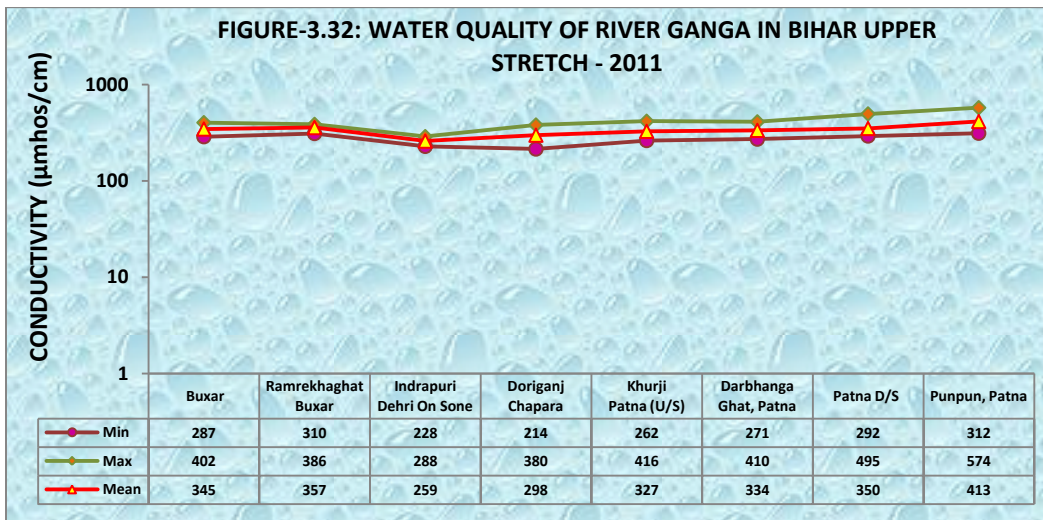 FIGURE-3.32: WATER QUALITY OF RIVER GANGA IN BIHAR UPPER
STRETCH - 2011
CONDUCTIVITY (µmhos/cm)
1000
100
10
1
Buxar
Ramrekhaghat
Buxar
Indrapuri
Dehri On Sone
Doriganj
Chapara
Khurji
Patna (U/S)
Darbhanga
Ghat, Patna
Patna D/S
Punpun, Patna
Min 287 310 228 214 262 271 292 312
Max 402 386 288 380 416 410 495 574
Mean 345 357 259 298 327 334 350 413